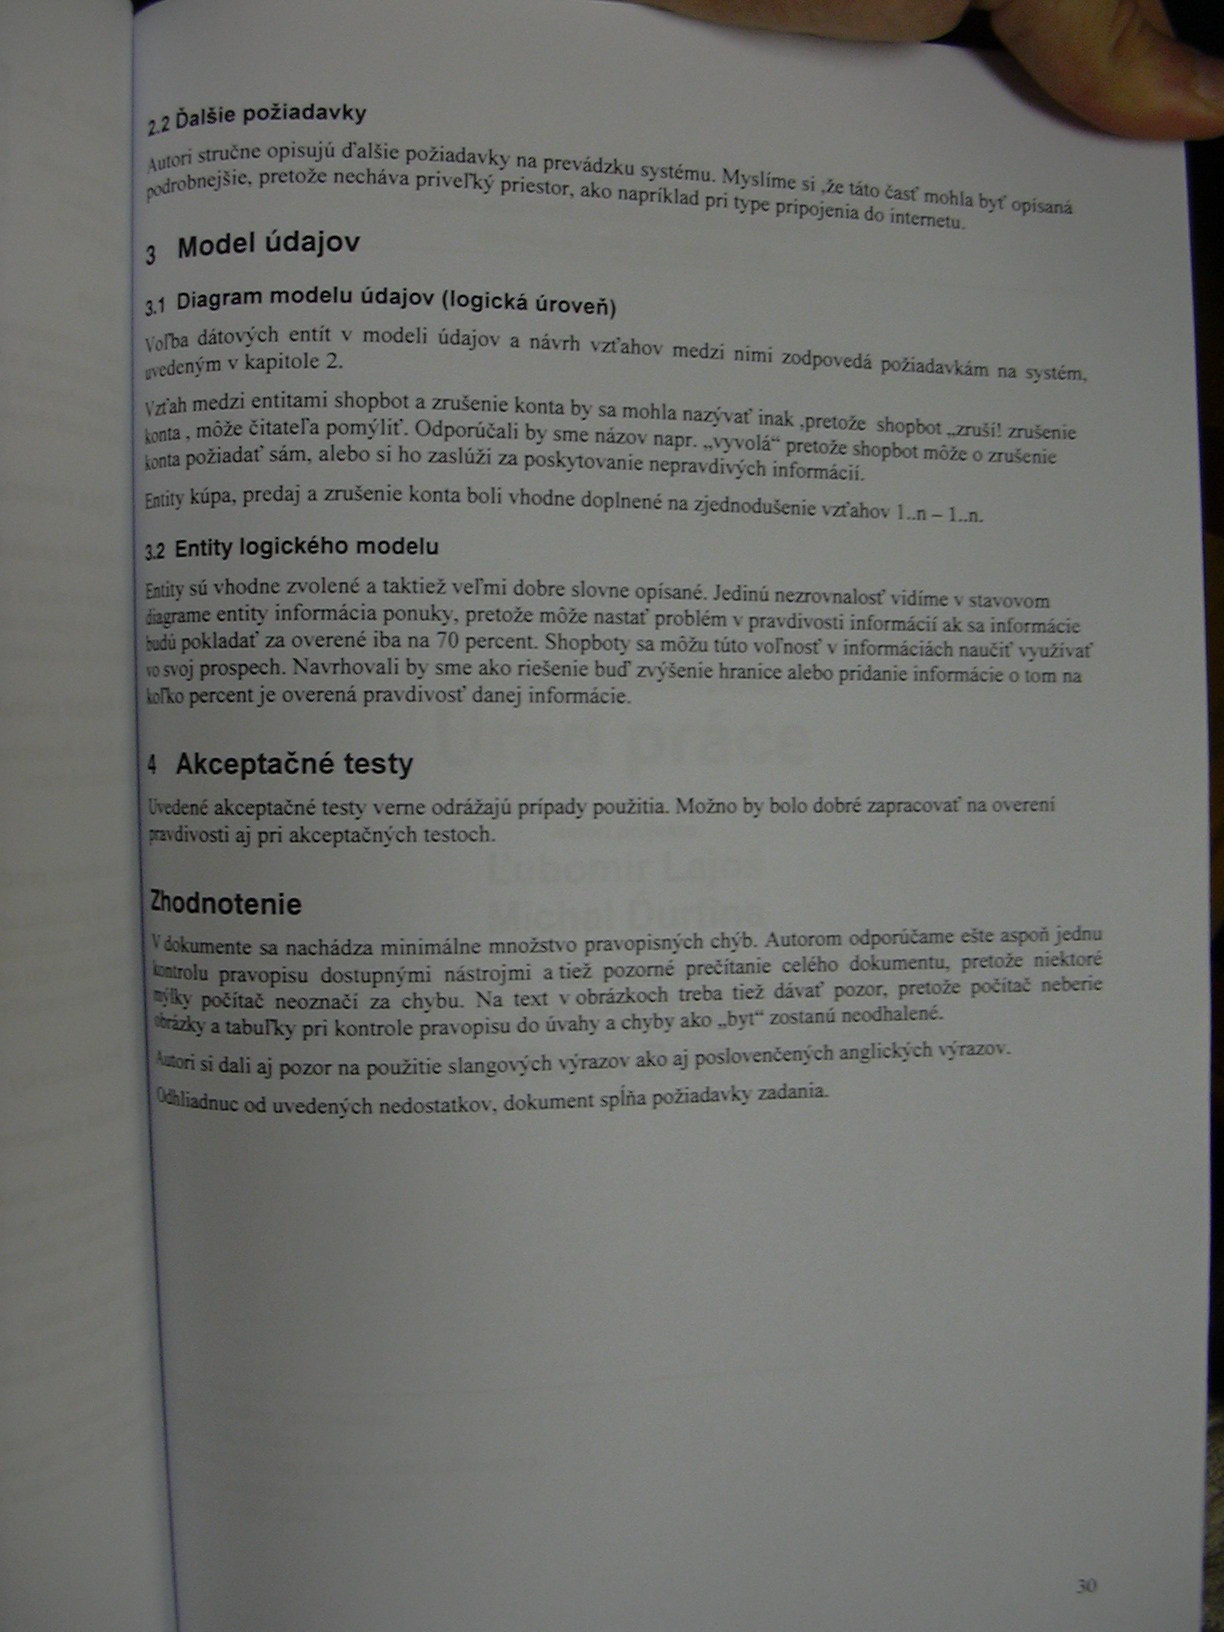 2.2 Ďalšie požiadavky
Autori stručne opisujú ďalšie požiadavky na prevádzku systému. Myslíme si ,že táto časť mohla byť opísaná
podrobnejšie, pretože necháva priveľký priestor, ako napríklad pri type pripojenia do internetu.
3 Model údajov
3.1 Diagram modelu údajov (logická úroveň)
Voľba dátových entít v modeli údajov a návrh vzťahov medzi nimi zodpovedá požiadavkám na systém,
uvedeným v kapitole 2.
Vzťah medzi entitami shopbot a zrušenie konta by sa mohla nazývať inak ,pretože shopbot „zruší! zrušenie
konta , môže čitateľa pomýliť. Odporúčali by sme názov napr. „vyvolá“ pretože shopbot môže o zrušenie
konta požiadať sám, alebo si ho zaslúži za poskytovanie nepravdivých informácií.
Entity kúpa, predaj a zrušenie konta boli vhodne doplnené na zjednodušenie vzťahov 1..n – 1..n.
3.2 Entity logického modelu
Entity sú vhodne zvolené a taktiež veľmi dobre slovne opísané. Jedinú nezrovnalosť vidíme v stavovom
diagrame entity informácia ponuky, pretože môže nastať problém v pravdivosti informácií ak sa informácie
budú pokladať za overené iba na 70 percent. Shopboty sa môžu túto voľnosť v informáciách naučiť využívať
vo svoj prospech. Navrhovali by sme ako riešenie buď zvýšenie hranice alebo pridanie informácie o tom na
koľko percent je overená pravdivosť danej informácie.
4 Akceptačné testy
Uvedené akceptačné testy verne odrážajú prípady použitia. Možno by bolo dobré zapracovať na overení
pravdivosti aj pri akceptačných testoch.
Zhodnotenie
V dokumente sa nachádza minimálne množstvo pravopisných chýb. Autorom odporúčame ešte aspoň jednu
kontrolu pravopisu dostupnými nástrojmi a tiež pozorné prečítanie celého dokumentu, pretože niektoré
mýlky počítač neoznačí za chybu. Na text v obrázkoch treba tiež dávať pozor, pretože počítač neberie
obrázky a tabuľky pri kontrole pravopisu do úvahy a chyby ako „byt“ zostanú neodhalené.
Autori si dali aj pozor na použitie slangových výrazov ako aj poslovenčených anglických výrazov.
Odhliadnuc od uvedených nedostatkov, dokument spĺňa požiadavky zadania.
Úrad práce
Ľubomír Lajoš
Michal Ďurfina
30